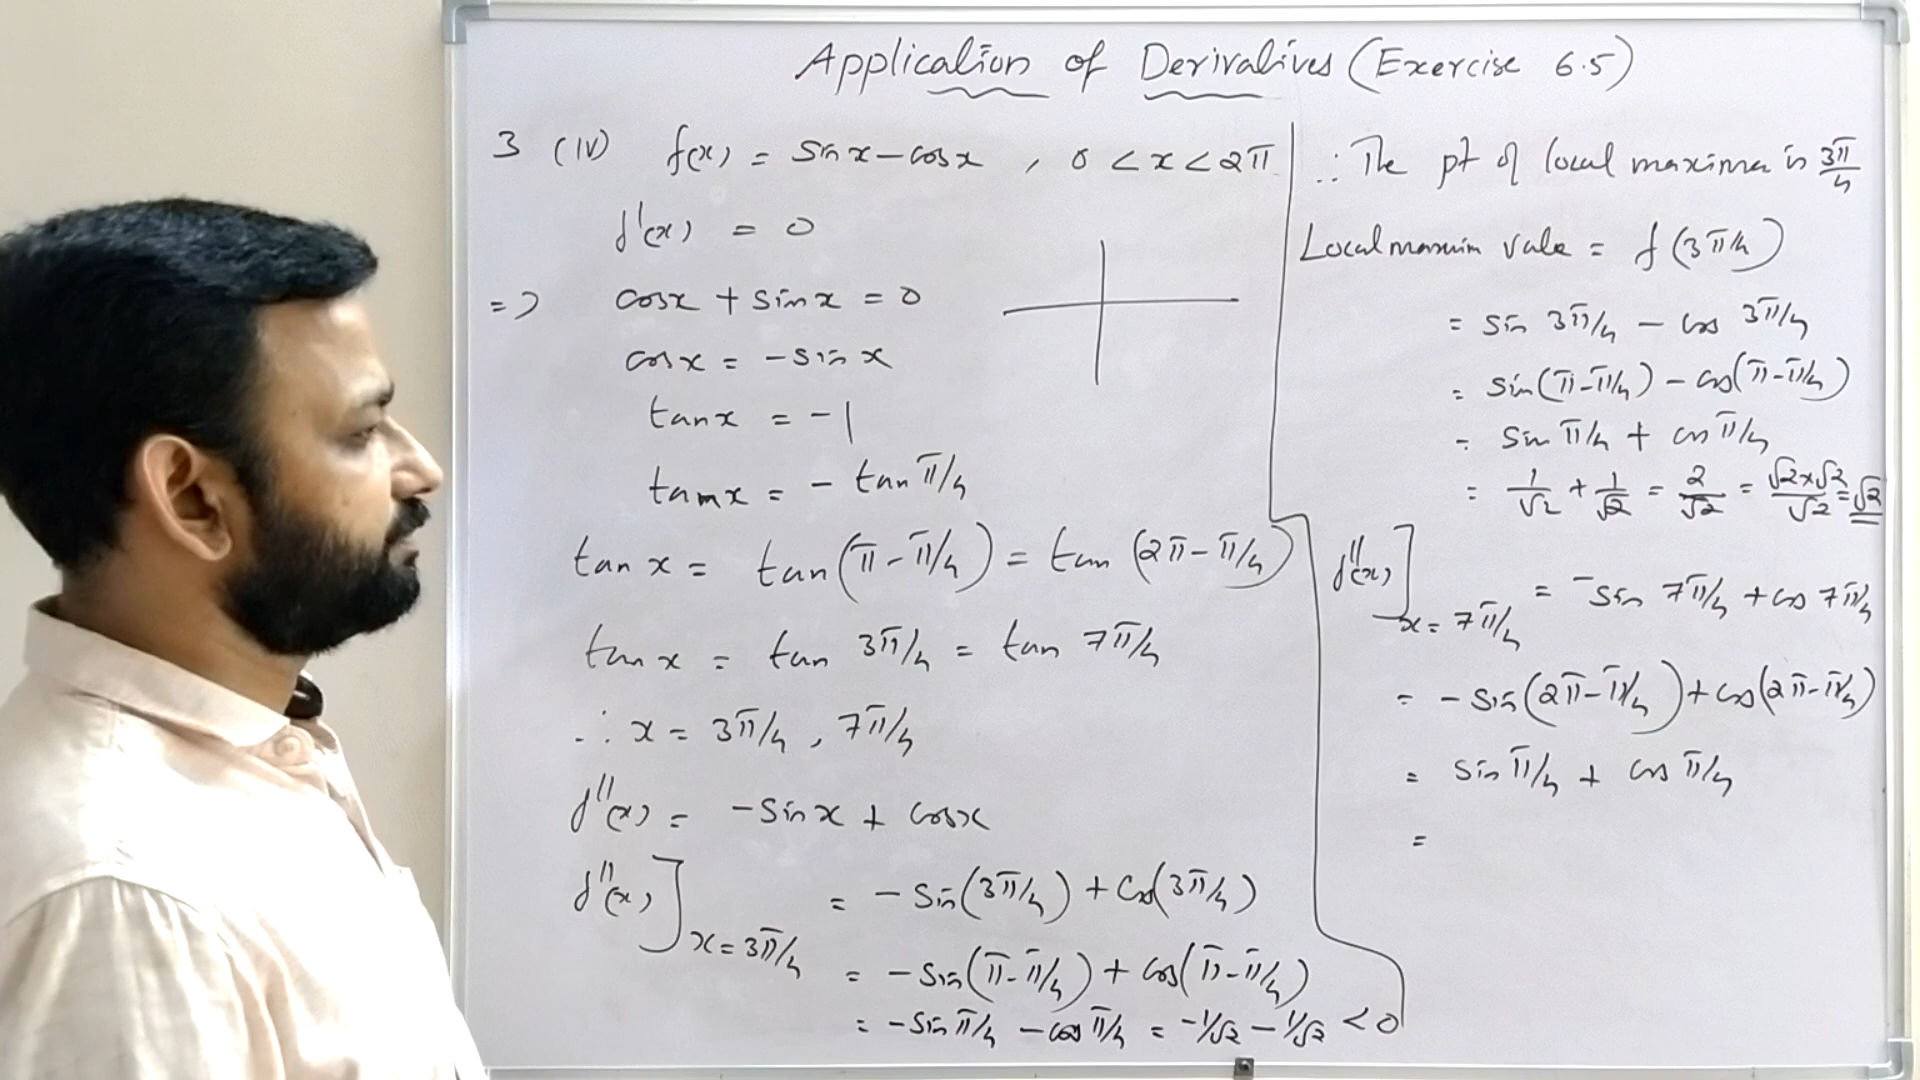 Application of Derivatives (Exercise 6.5)
3 (IV) f(x) = sin x - cos x , 0 < x < 2π
f'(x) = 0
=> cos x + sin x = 0
cos x = - sin x
tan x = -1
tan x = - tan π/4
tan x = tan (π - π/4) = tan (2π - π/4)
tan x = tan 3π/4 = tan 7π/4
∴ x = 3π/4 , 7π/4
f''(x) = - sin x + cos x
f''(x)] x = 3π/4 = - sin(3π/4) + cos(3π/4)
= - sin(π - π/4) + cos(π - π/4)
= - sin π/4 - cos π/4 = -1/√2 - 1/√2 < 0
∴ The pt of local maxima is 3π/4
Local maximum value = f(3π/4)
= sin 3π/4 - cos 3π/4
= sin(π - π/4) - cos(π - π/4)
= sin π/4 + cos π/4
= 1/√2 + 1/√2 = 2/√2 = √2×√2/√2 = √2
f''(x)] x = 7π/4 = - sin 7π/4 + cos 7π/4
= - sin(2π - π/4) + cos(2π - π/4)
= sin π/4 + cos π/4
=